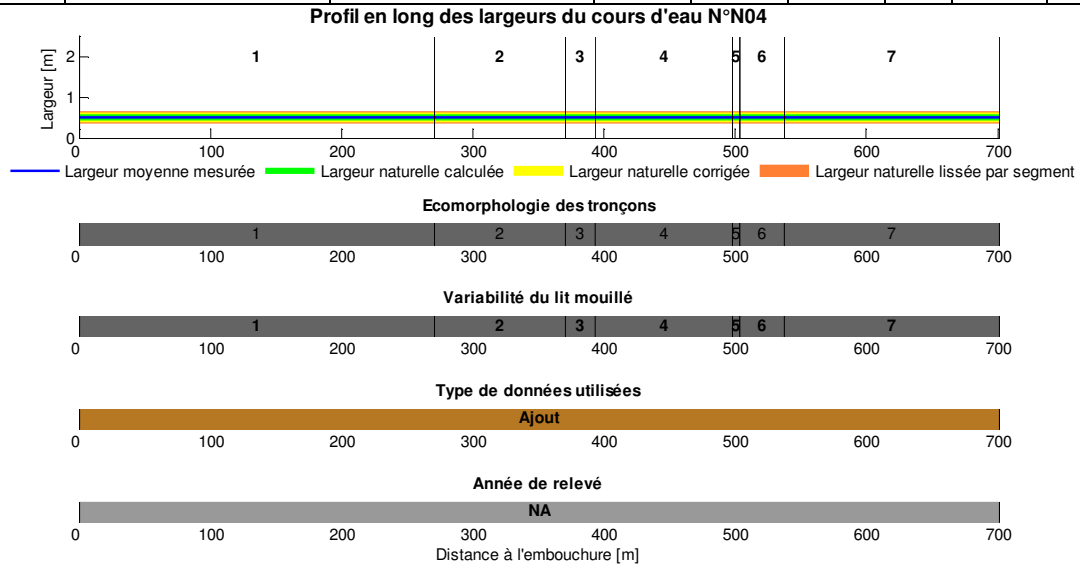 Profil en long des largeurs du cours d'eau N°N04
Largeur [m]
2
1
0
1 2 3 4 5 6 7
0 100 200 300 400 500 600 700
Largeur moyenne mesurée Largeur naturelle calculée Largeur naturelle corrigée Largeur naturelle lissée par segment
Ecomorphologie des tronçons
1 2 3 4 5 6 7
0 100 200 300 400 500 600 700
Variabilité du lit mouillé
1 2 3 4 5 6 7
0 100 200 300 400 500 600 700
Type de données utilisées
Ajout
0 100 200 300 400 500 600 700
Année de relevé
NA
0 100 200 300 400 500 600 700
Distance à l'embouchure [m]